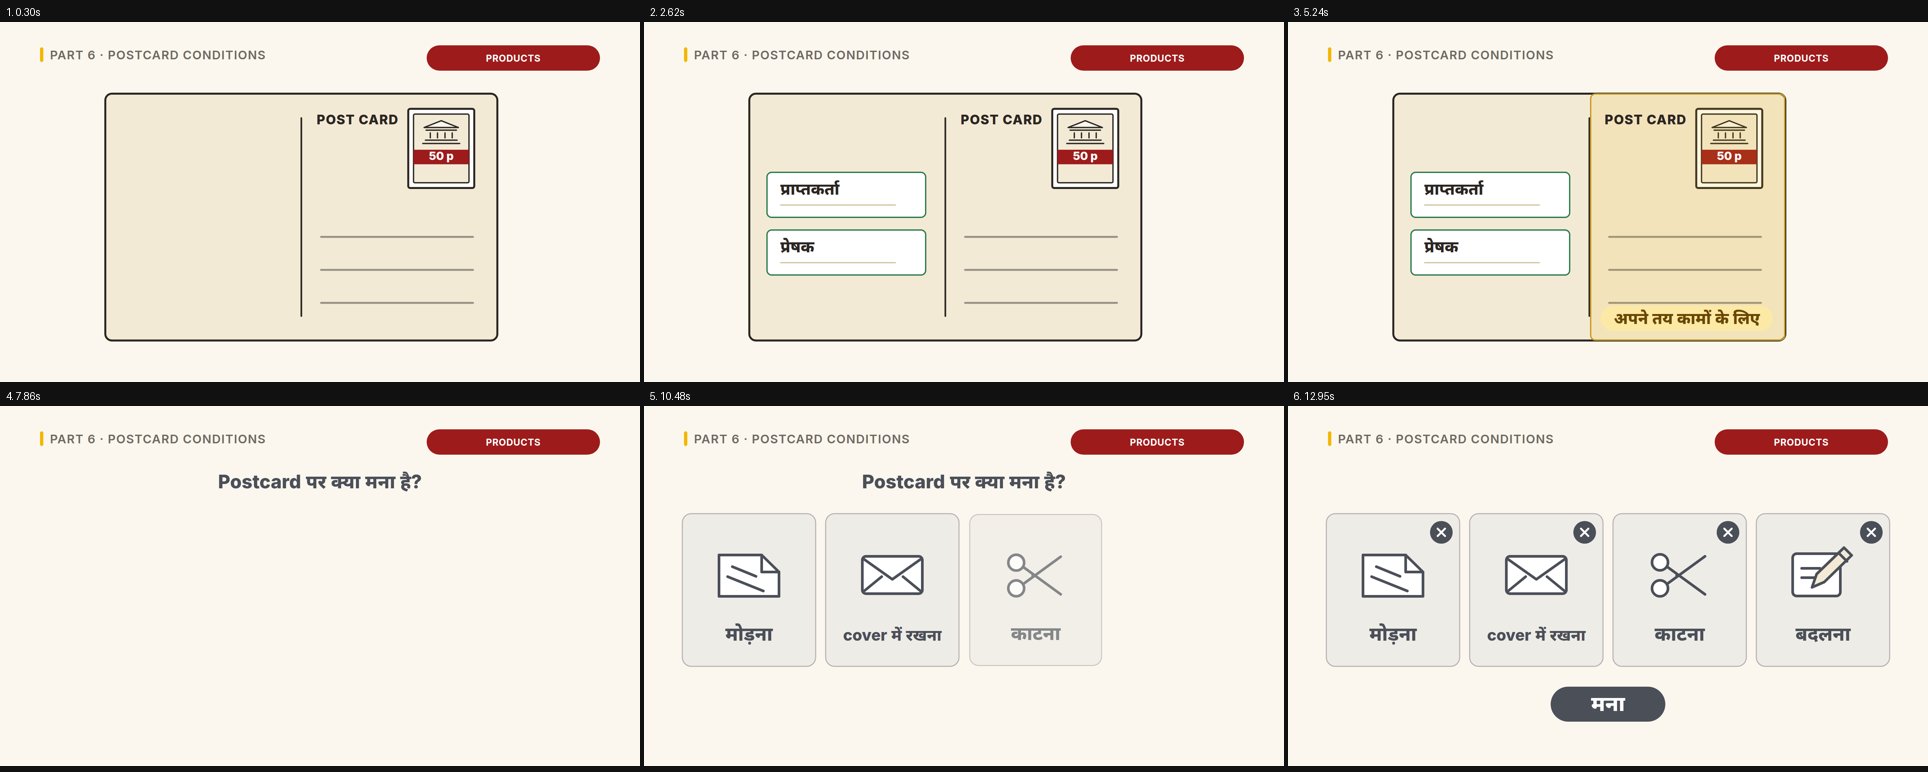 1. 0.30s
PART 6 · POSTCARD CONDITIONS
PRODUCTS
POST CARD
50 p
2. 2.62s
PART 6 · POSTCARD CONDITIONS
PRODUCTS
POST CARD
50 p
प्राप्तकर्ता
प्रेषक
3. 5.24s
PART 6 · POSTCARD CONDITIONS
PRODUCTS
POST CARD
50 p
प्राप्तकर्ता
प्रेषक
अपने तय कामों के लिए
4. 7.86s
PART 6 · POSTCARD CONDITIONS
PRODUCTS
Postcard पर क्या मना है?
5. 10.48s
PART 6 · POSTCARD CONDITIONS
PRODUCTS
Postcard पर क्या मना है?
मोड़ना
cover में रखना
काटना
6. 12.95s
PART 6 · POSTCARD CONDITIONS
PRODUCTS
मोड़ना
cover में रखना
काटना
बदलना
मना